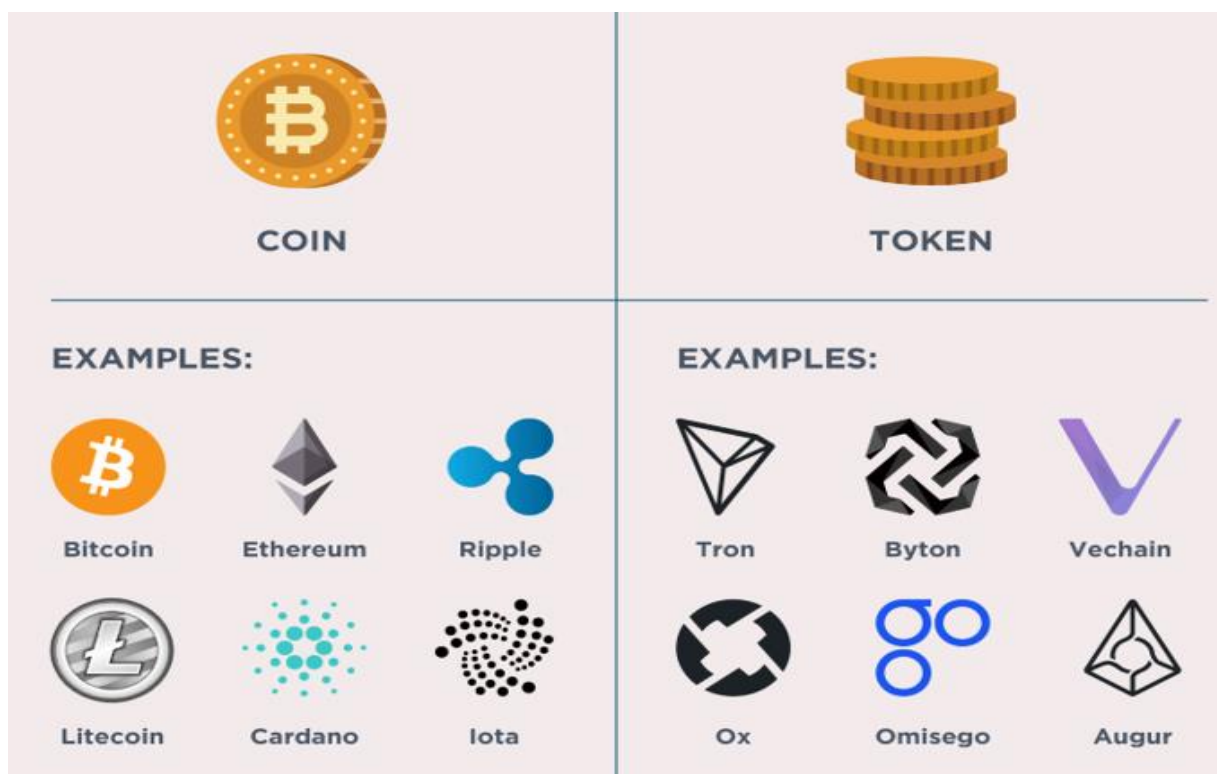 COIN
TOKEN
EXAMPLES:
Bitcoin Ethereum Ripple
Litecoin Cardano Iota
EXAMPLES:
Tron Byton Vechain
Ox Omisego Augur